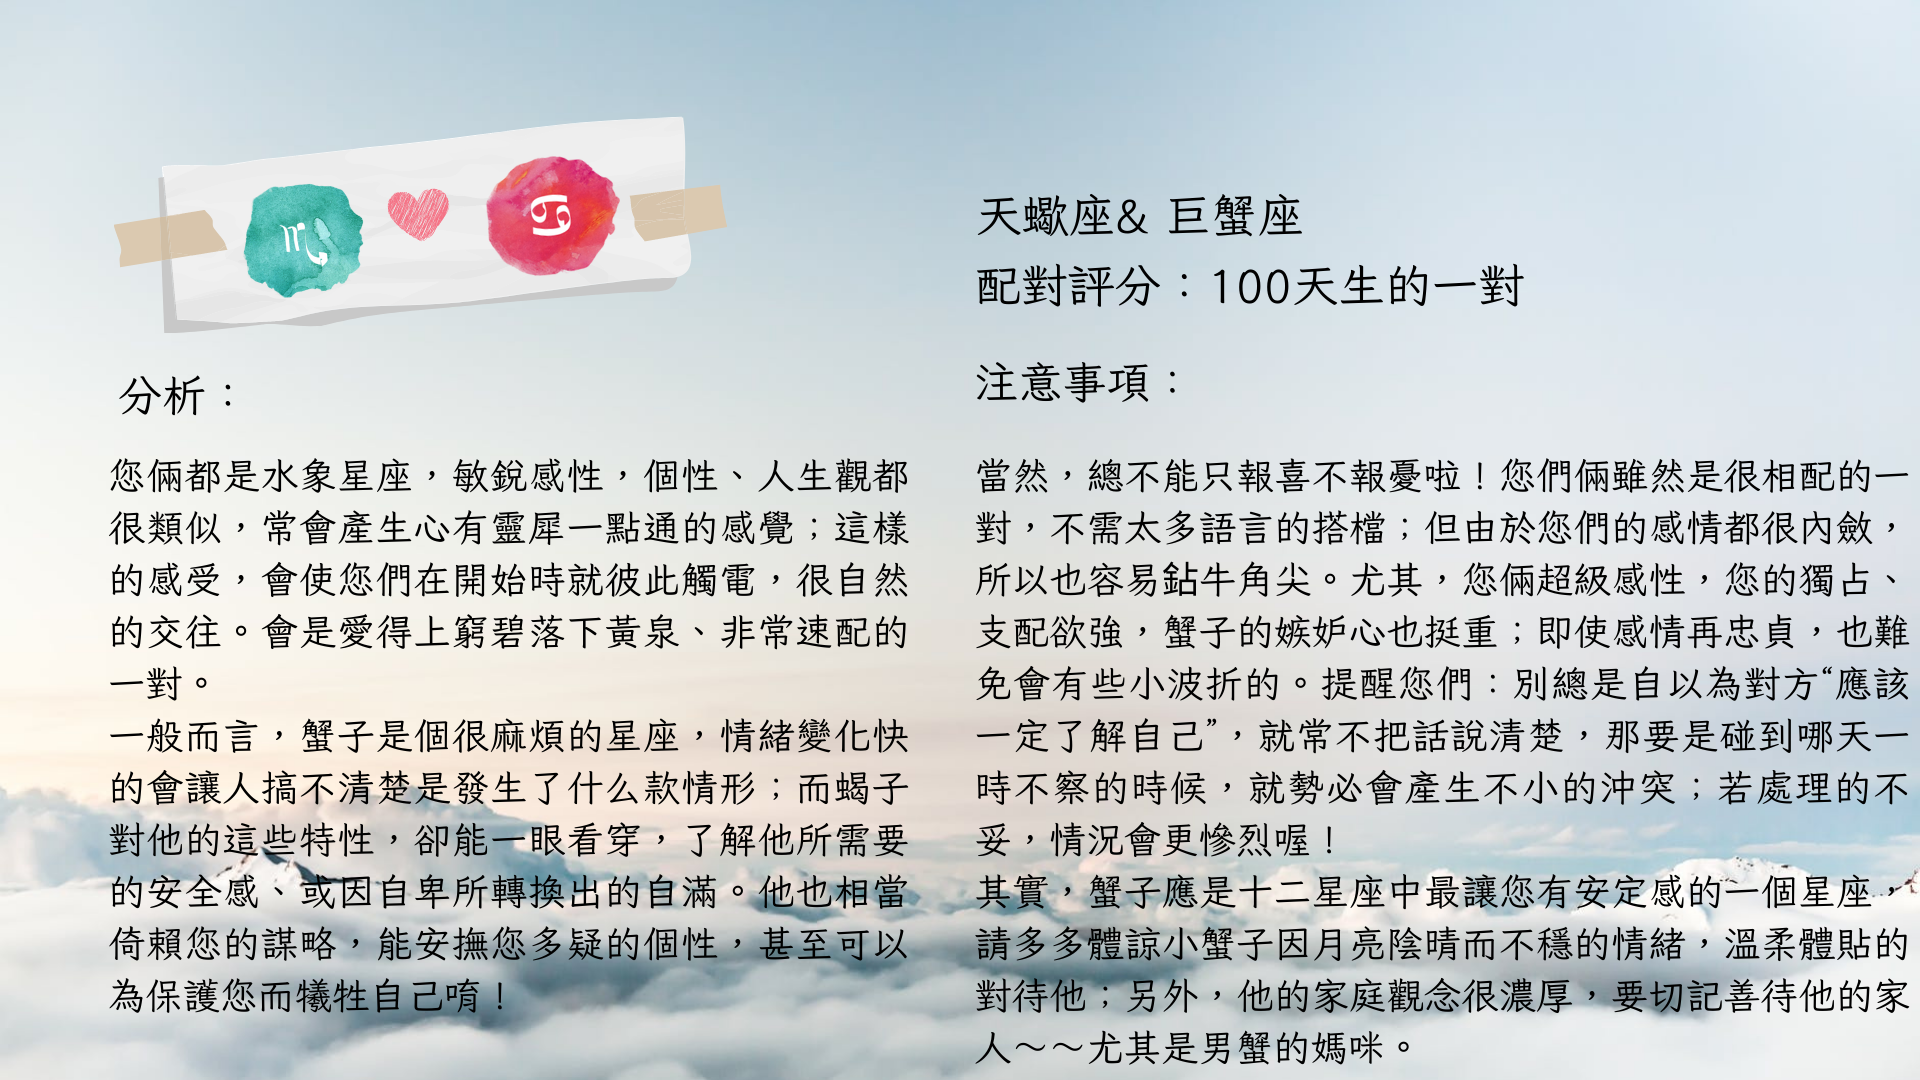 天蠍座& 巨蟹座
配對評分：100天生的一對
分析：
您倆都是水象星座，敏銳感性，個性、人生觀都
很類似，常會產生心有靈犀一點通的感覺；這樣
的感受，會使您們在開始時就彼此觸電，很自然
的交往。會是愛得上窮碧落下黃泉、非常速配的
一對。
一般而言，蟹子是個很麻煩的星座，情緒變化快
的會讓人搞不清楚是發生了什么款情形；而蝎子
對他的這些特性，卻能一眼看穿，了解他所需要
的安全感、或因自卑所轉換出的自滿。他也相當
倚賴您的謀略，能安撫您多疑的個性，甚至可以
為保護您而犧牲自己唷！
注意事項：
當然，總不能只報喜不報憂啦！您們倆雖然是很相配的一
對，不需太多語言的搭檔；但由於您們的感情都很內斂，
所以也容易鉆牛角尖。尤其，您倆超級感性，您的獨占、
支配欲強，蟹子的嫉妒心也挺重；即使感情再忠貞，也難
免會有些小波折的。提醒您們：別總是自以為對方“應該
一定了解自己”，就常不把話說清楚，那要是碰到哪天一
時不察的時候，就勢必會產生不小的沖突；若處理的不
妥，情況會更慘烈喔！
其實，蟹子應是十二星座中最讓您有安定感的一個星座，
請多多體諒小蟹子因月亮陰晴而不穩的情緒，溫柔體貼的
對待他；另外，他的家庭觀念很濃厚，要切記善待他的家
人～～尤其是男蟹的媽咪。